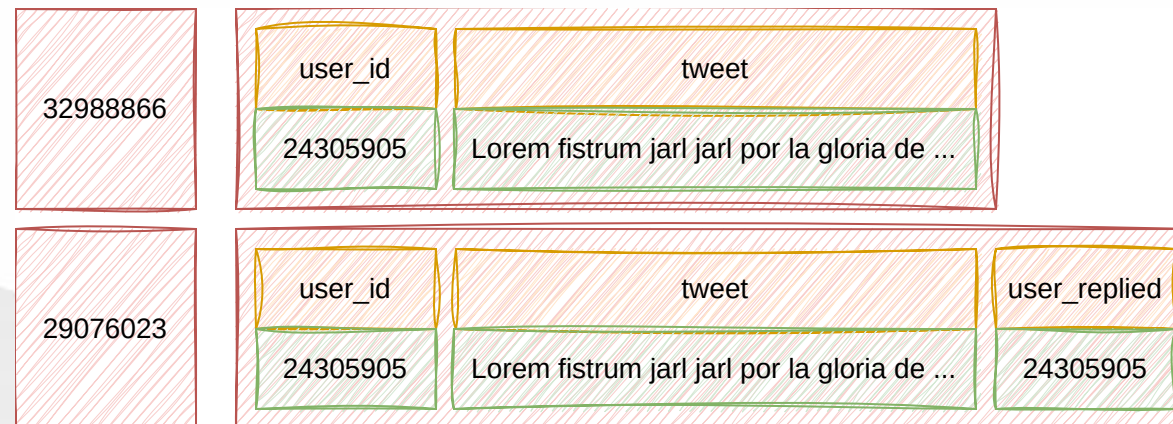 32988866
user_id
tweet
24305905
Lorem fistrum jarl jarl por la gloria de ...
29076023
user_id
tweet
user_replied
24305905
Lorem fistrum jarl jarl por la gloria de ...
24305905